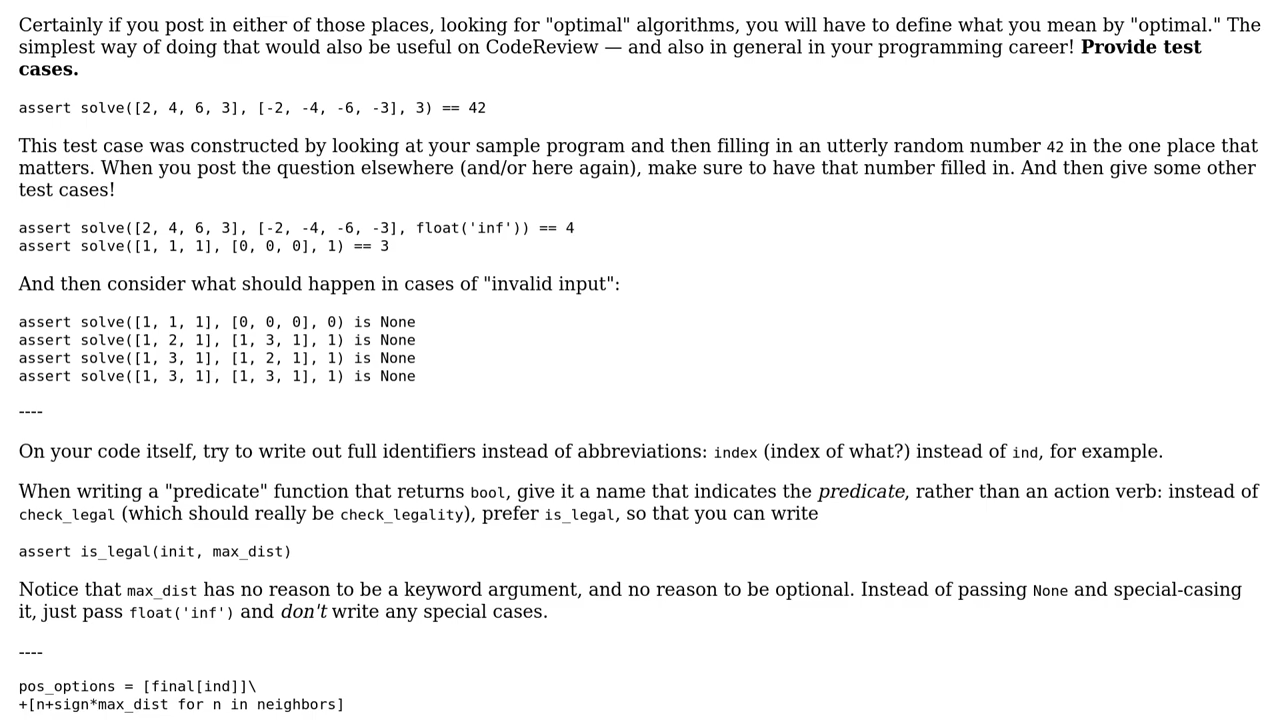 Certainly if you post in either of those places, looking for "optimal" algorithms, you will have to define what you mean by "optimal." The
simplest way of doing that would also be useful on CodeReview — and also in general in your programming career! Provide test
cases.
assert solve([2, 4, 6, 3], [-2, -4, -6, -3], 3) == 42
This test case was constructed by looking at your sample program and then filling in an utterly random number 42 in the one place that
matters. When you post the question elsewhere (and/or here again), make sure to have that number filled in. And then give some other
test cases!
assert solve([2, 4, 6, 3], [-2, -4, -6, -3], float('inf')) == 4
assert solve([1, 1, 1], [0, 0, 0], 1) == 3
And then consider what should happen in cases of "invalid input":
assert solve([1, 1, 1], [0, 0, 0], 0) is None
assert solve([1, 2, 1], [1, 3, 1], 1) is None
assert solve([1, 3, 1], [1, 2, 1], 1) is None
assert solve([1, 3, 1], [1, 3, 1], 1) is None
----
On your code itself, try to write out full identifiers instead of abbreviations: index (index of what?) instead of ind, for example.
When writing a "predicate" function that returns bool, give it a name that indicates the predicate, rather than an action verb: instead of
check_legal (which should really be check_legality), prefer is_legal, so that you can write
assert is_legal(init, max_dist)
Notice that max_dist has no reason to be a keyword argument, and no reason to be optional. Instead of passing None and special-casing
it, just pass float('inf') and don't write any special cases.
----
pos_options = [final[ind]]\
+[n+sign*max_dist for n in neighbors]